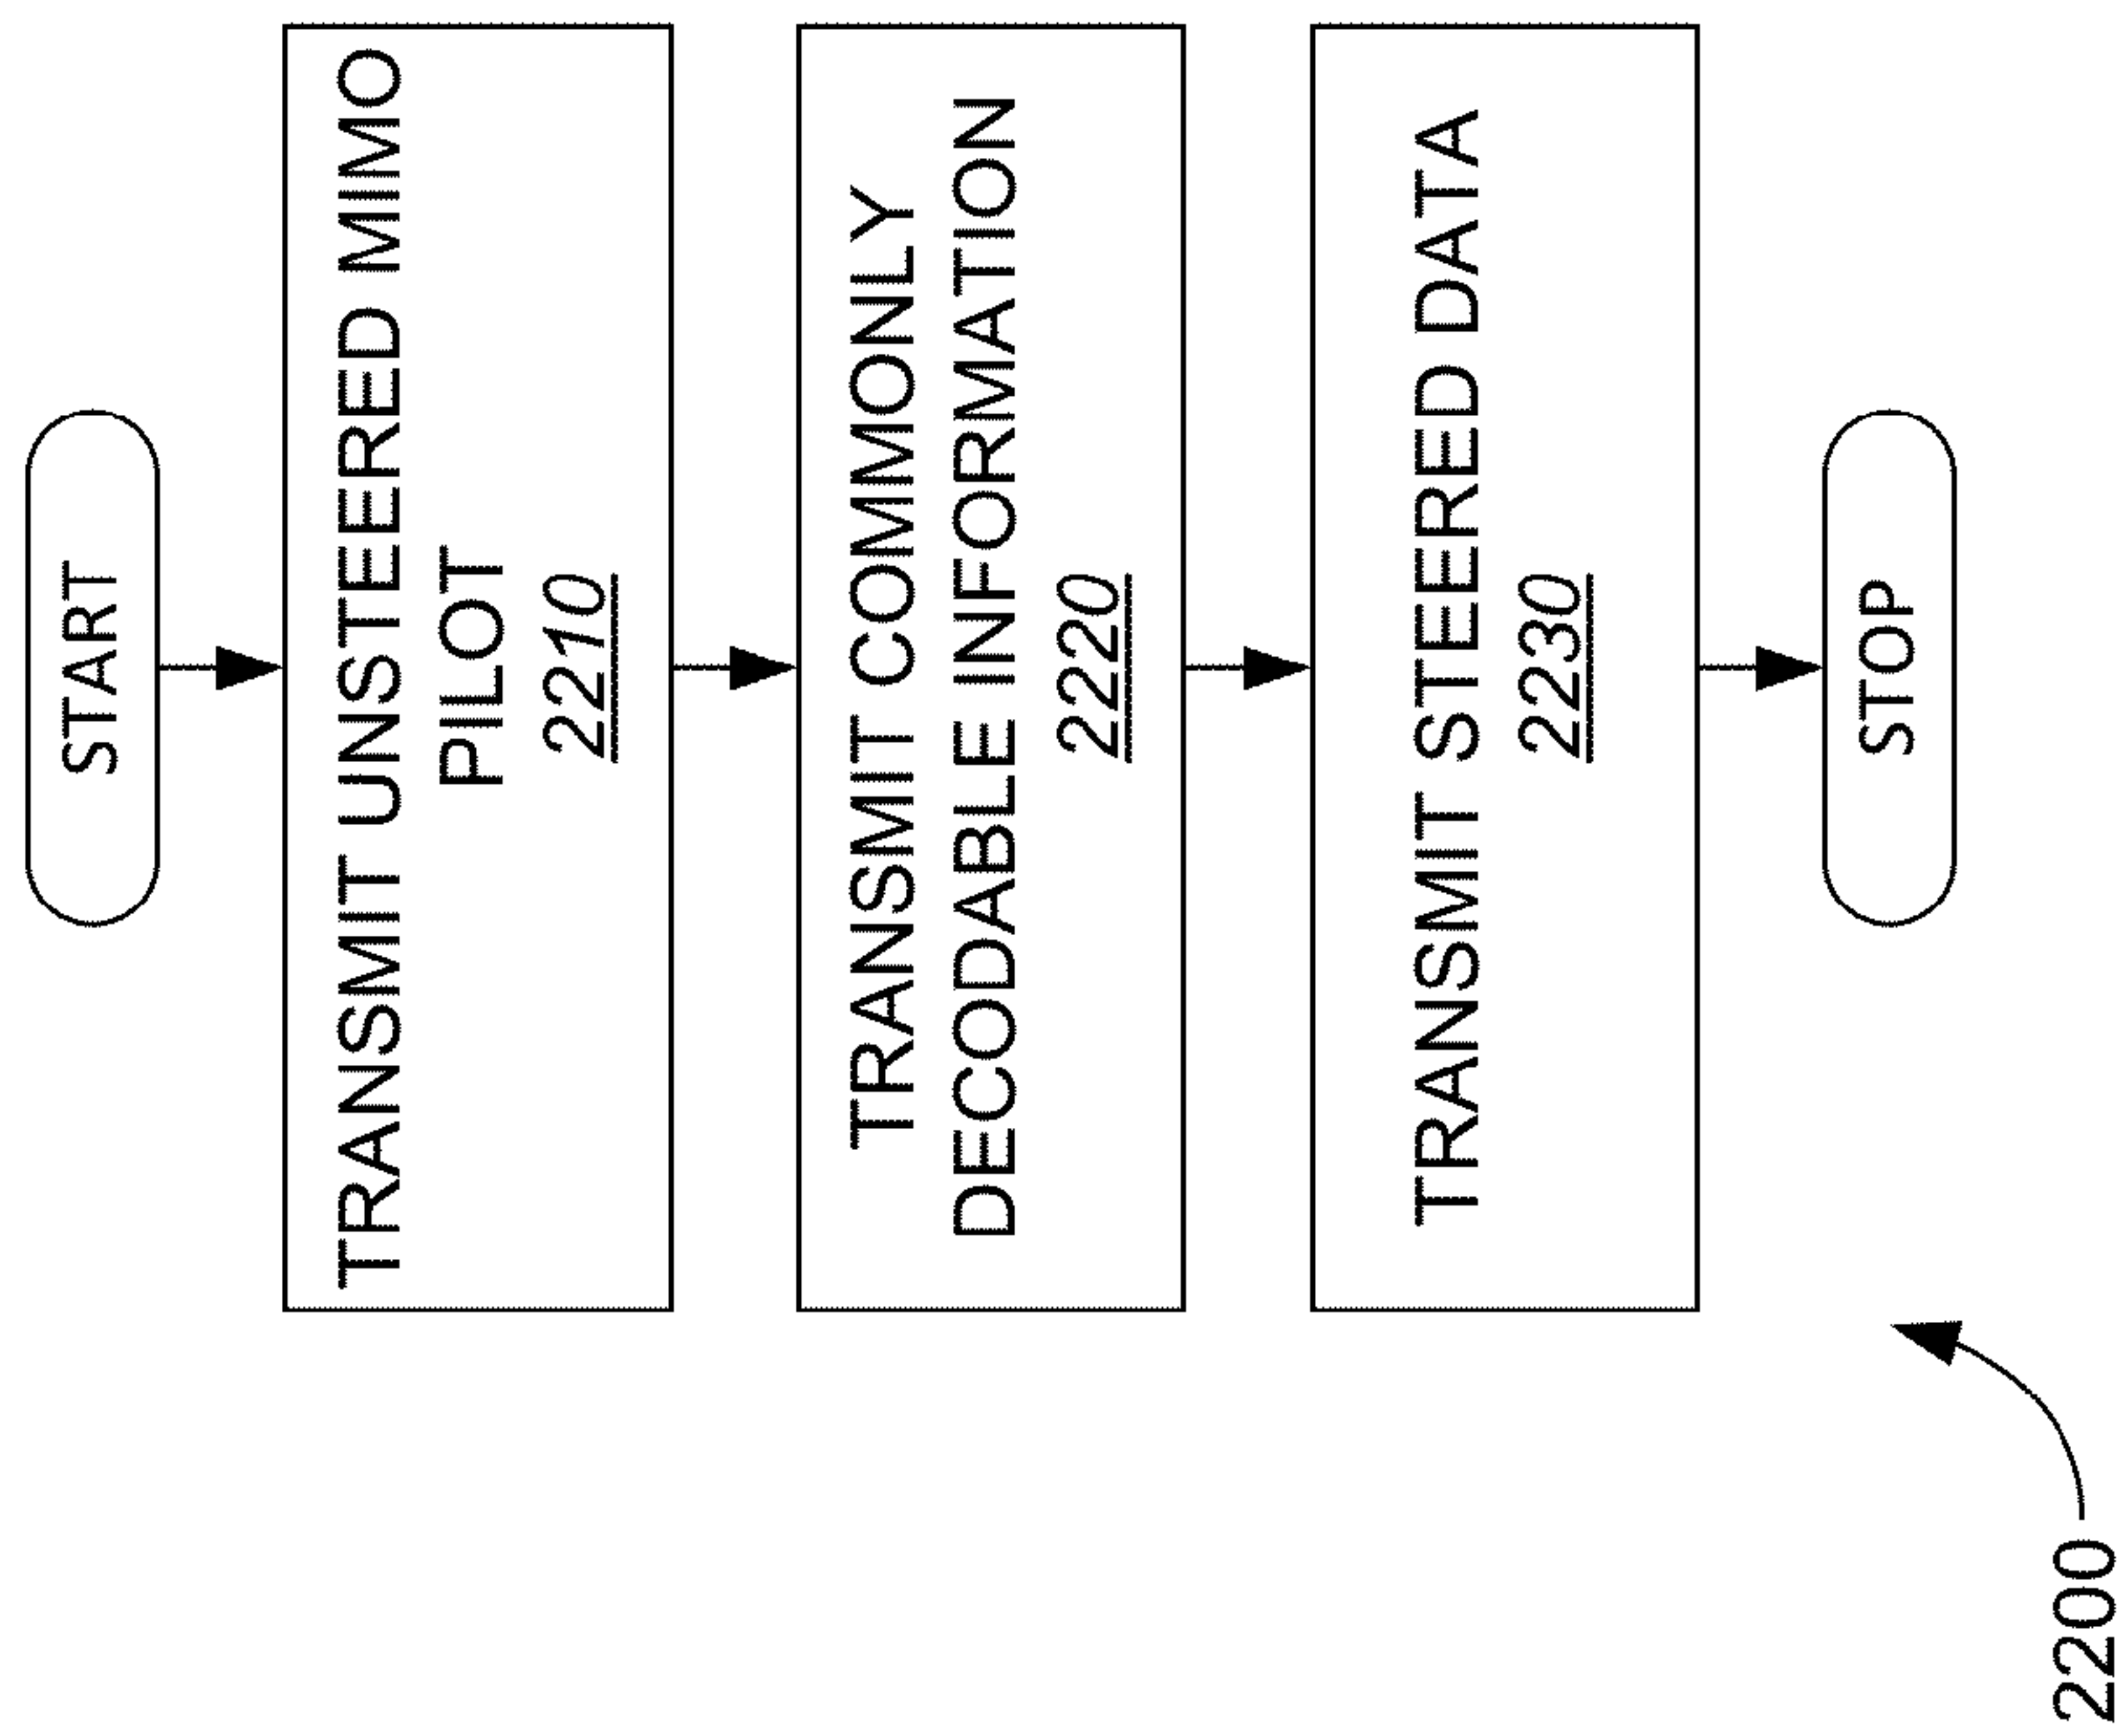 START
TRANSMIT UNSTEERED MIMO
PILOT
2210
TRANSMIT COMMONLY
DECODABLE INFORMATION
2220
TRANSMIT STEERED DATA
2230
STOP
2200